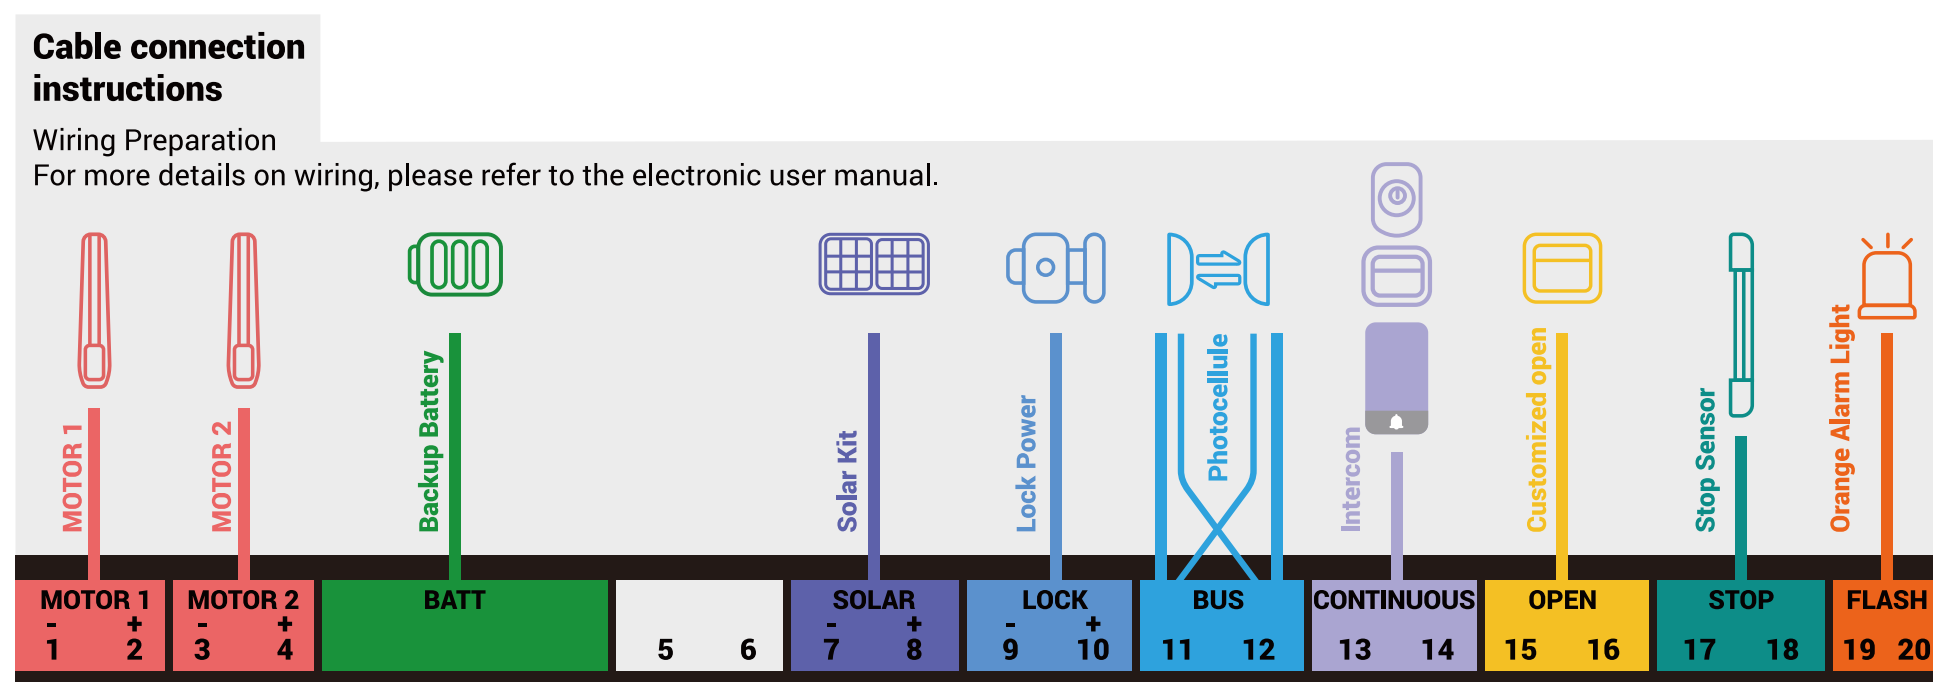 Cable connection
instructions
Wiring Preparation
For more details on wiring, please refer to the electronic user manual.
MOTOR 1
MOTOR 2
Backup Battery
Solar Kit
Lock Power
Photocellule
Intercom
Customized open
Stop Sensor
Orange Alarm Light
MOTOR 1
- +
1 2
MOTOR 2
- +
3 4
BATT
5 6
SOLAR
- +
7 8
LOCK
- +
9 10
BUS
11 12
CONTINUOUS
13 14
OPEN
15 16
STOP
17 18
FLASH
19 20